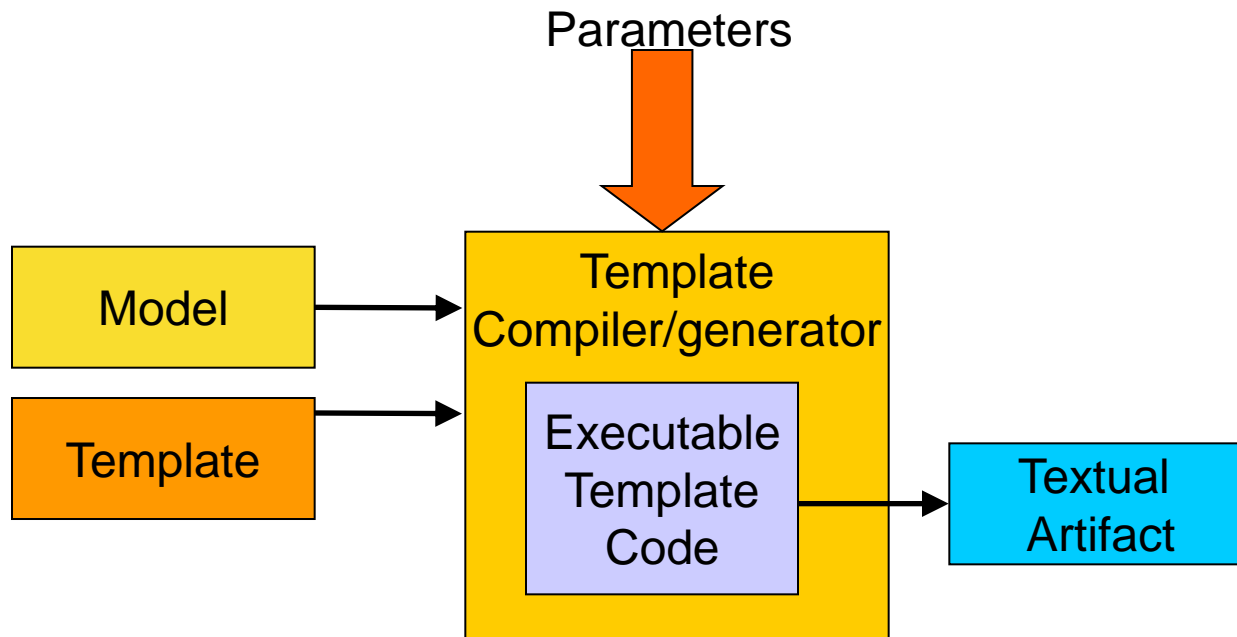 Parameters
Model
Template
Template
Compiler/generator
Executable
Template
Code
Textual
Artifact